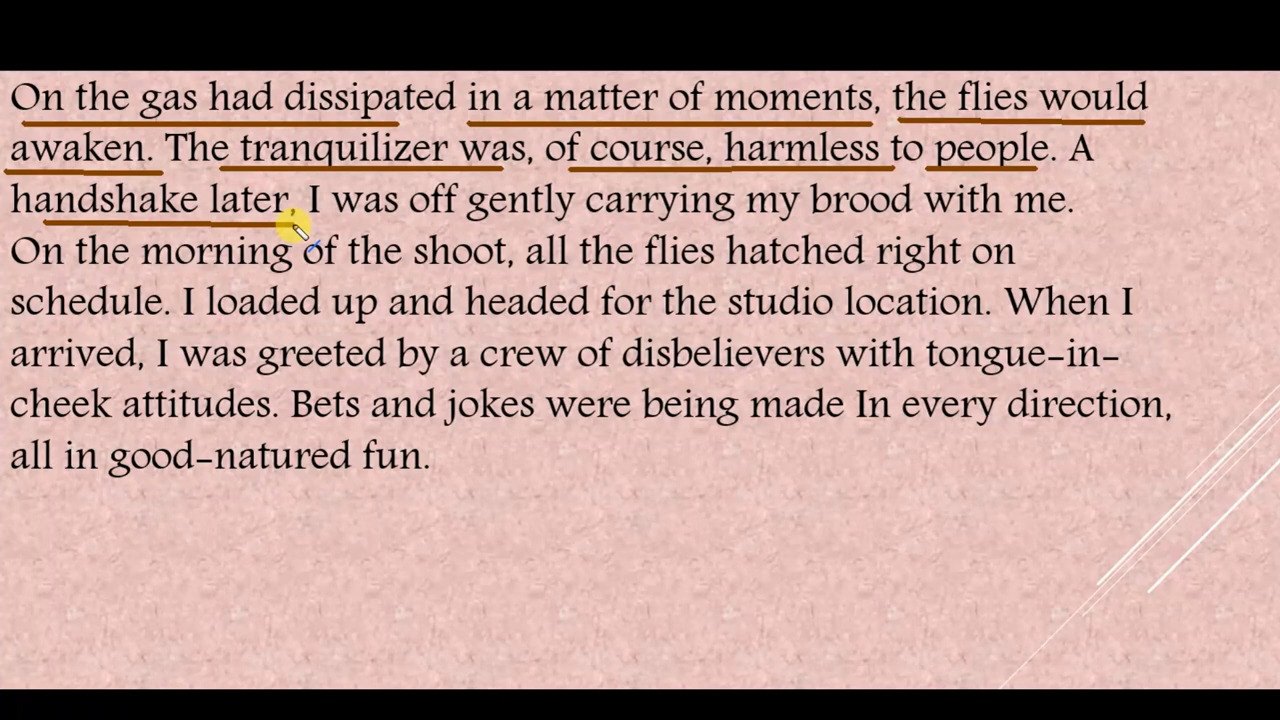 On the gas had dissipated in a matter of moments, the flies would
awaken. The tranquilizer was, of course, harmless to people. A
handshake later, I was off gently carrying my brood with me.
On the morning of the shoot, all the flies hatched right on
schedule. I loaded up and headed for the studio location. When I
arrived, I was greeted by a crew of disbelievers with tongue-in-
cheek attitudes. Bets and jokes were being made In every direction,
all in good-natured fun.